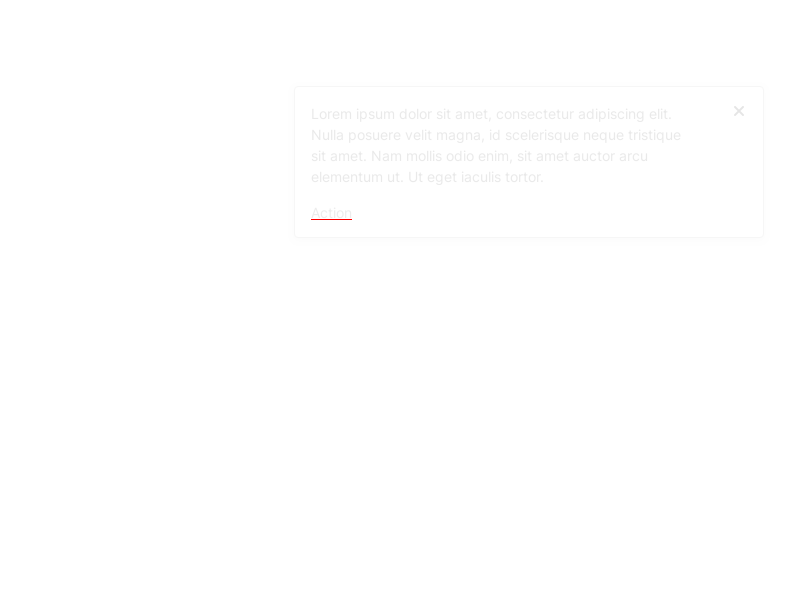 Lorem ipsum dolor sit amet, consectetur adipiscing elit.
Nulla posuere velit magna, id scelerisque neque tristique
sit amet. Nam mollis odio enim, sit amet auctor arcu
elementum ut. Ut eget iaculis tortor.
Action